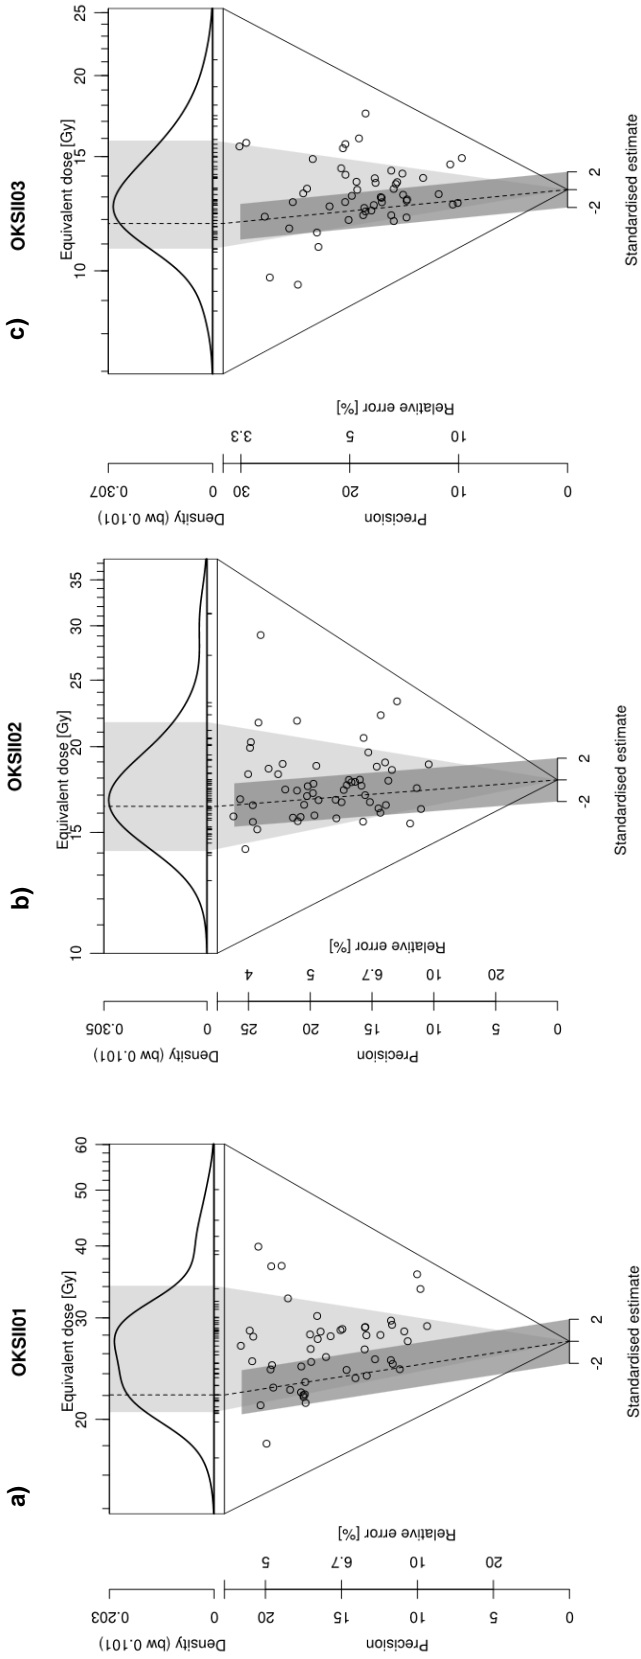 c)
OKSII03
Equivalent dose [Gy]
10
15
20
25
Density (bw 0.101)
0
0.307
Precision
0
10
20
30
Relative error [%]
10
5
3.3
Standardised estimate
-2
2
b)
OKSII02
Equivalent dose [Gy]
10
15
20
25
30
35
Density (bw 0.101)
0
0.305
Precision
0
5
10
15
20
25
Relative error [%]
20
10
6.7
5
4
Standardised estimate
-2
2
a)
OKSII01
Equivalent dose [Gy]
20
30
40
50
60
Density (bw 0.101)
0
0.203
Precision
0
5
10
15
20
Relative error [%]
20
10
6.7
5
Standardised estimate
-2
2